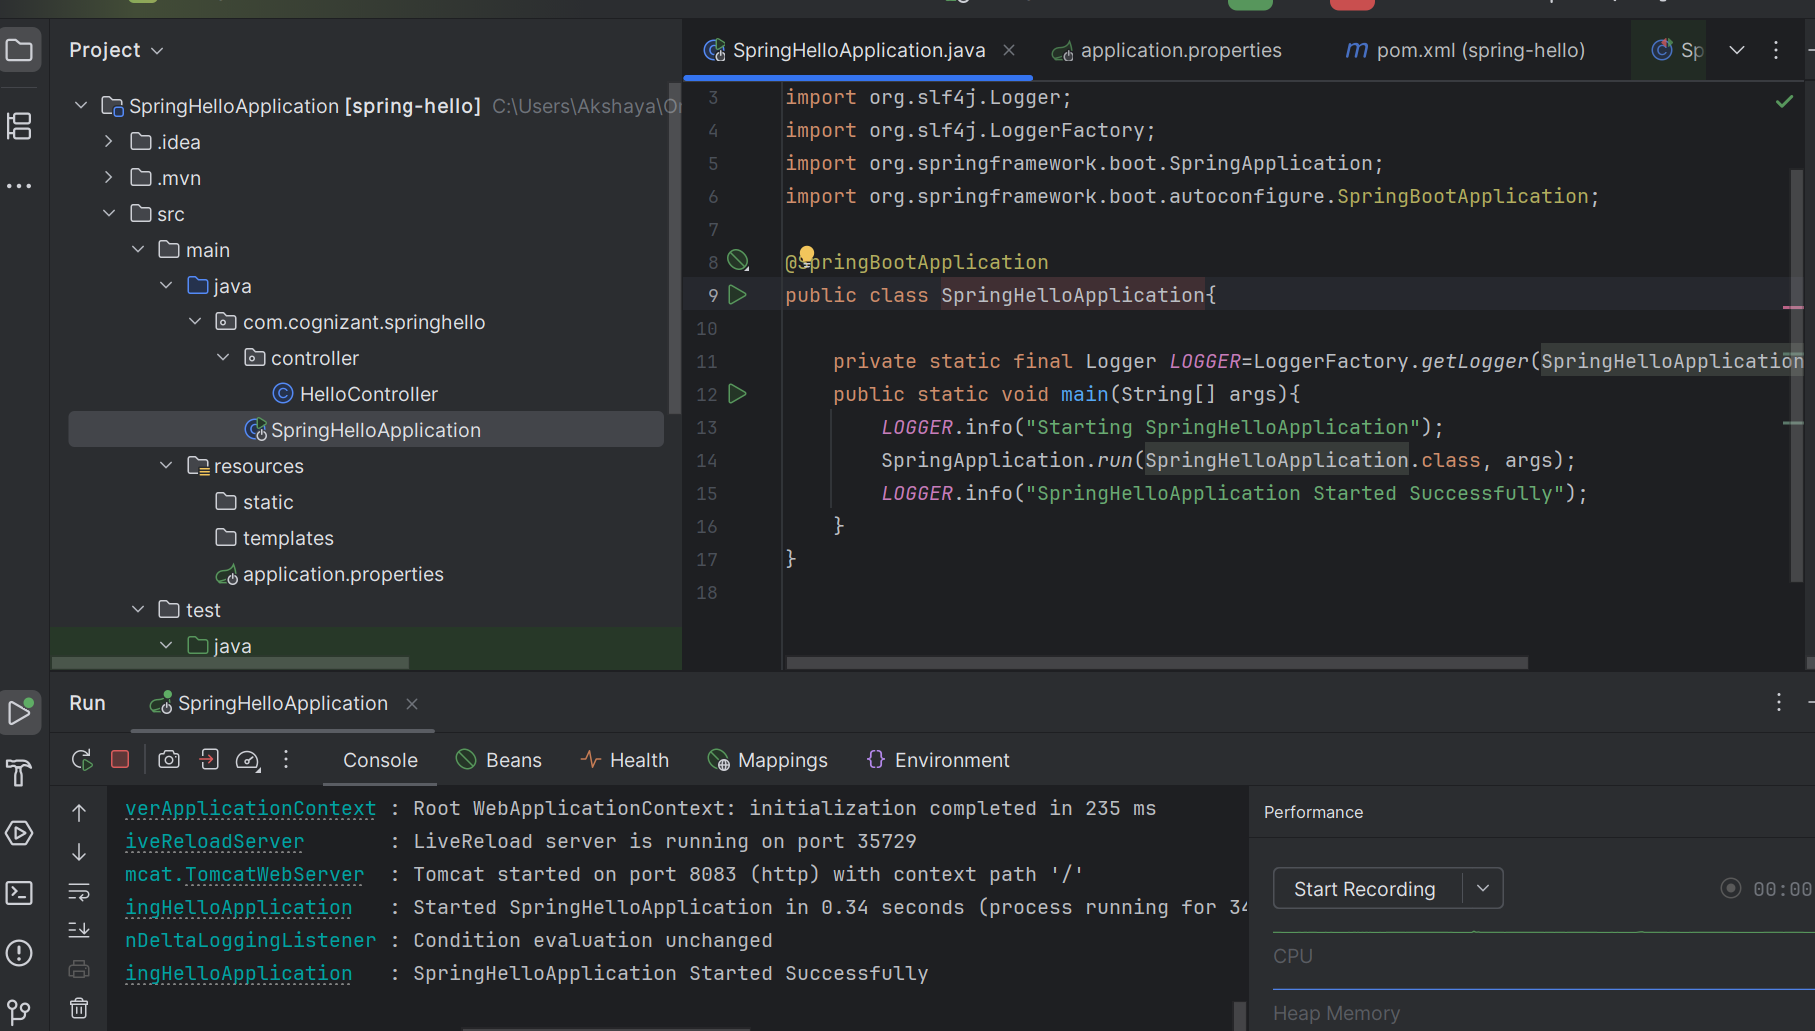 Project
SpringHelloApplication.java
application.properties
m pom.xml (spring-hello)
Sp
SpringHelloApplication [spring-hello] C:\Users\Akshaya\Or
.idea
.mvn
src
main
java
com.cognizant.springhello
controller
HelloController
SpringHelloApplication
resources
static
templates
application.properties
test
java
3 import org.slf4j.Logger;
4 import org.slf4j.LoggerFactory;
5 import org.springframework.boot.SpringApplication;
6 import org.springframework.boot.autoconfigure.SpringBootApplication;
7
8 @SpringBootApplication
9 public class SpringHelloApplication{
10
11 private static final Logger LOGGER=LoggerFactory.getLogger(SpringHelloApplication
12 public static void main(String[] args){
13 LOGGER.info("Starting SpringHelloApplication");
14 SpringApplication.run(SpringHelloApplication.class, args);
15 LOGGER.info("SpringHelloApplication Started Successfully");
16 }
17 }
18
Run SpringHelloApplication
Console Beans Health Mappings Environment
verApplicationContext : Root WebApplicationContext: initialization completed in 235 ms
iveReloadServer : LiveReload server is running on port 35729
mcat.TomcatWebServer : Tomcat started on port 8083 (http) with context path '/'
ingHelloApplication : Started SpringHelloApplication in 0.34 seconds (process running for 34
nDeltaLoggingListener : Condition evaluation unchanged
ingHelloApplication : SpringHelloApplication Started Successfully
Performance
Start Recording
00:00
CPU
Heap Memory